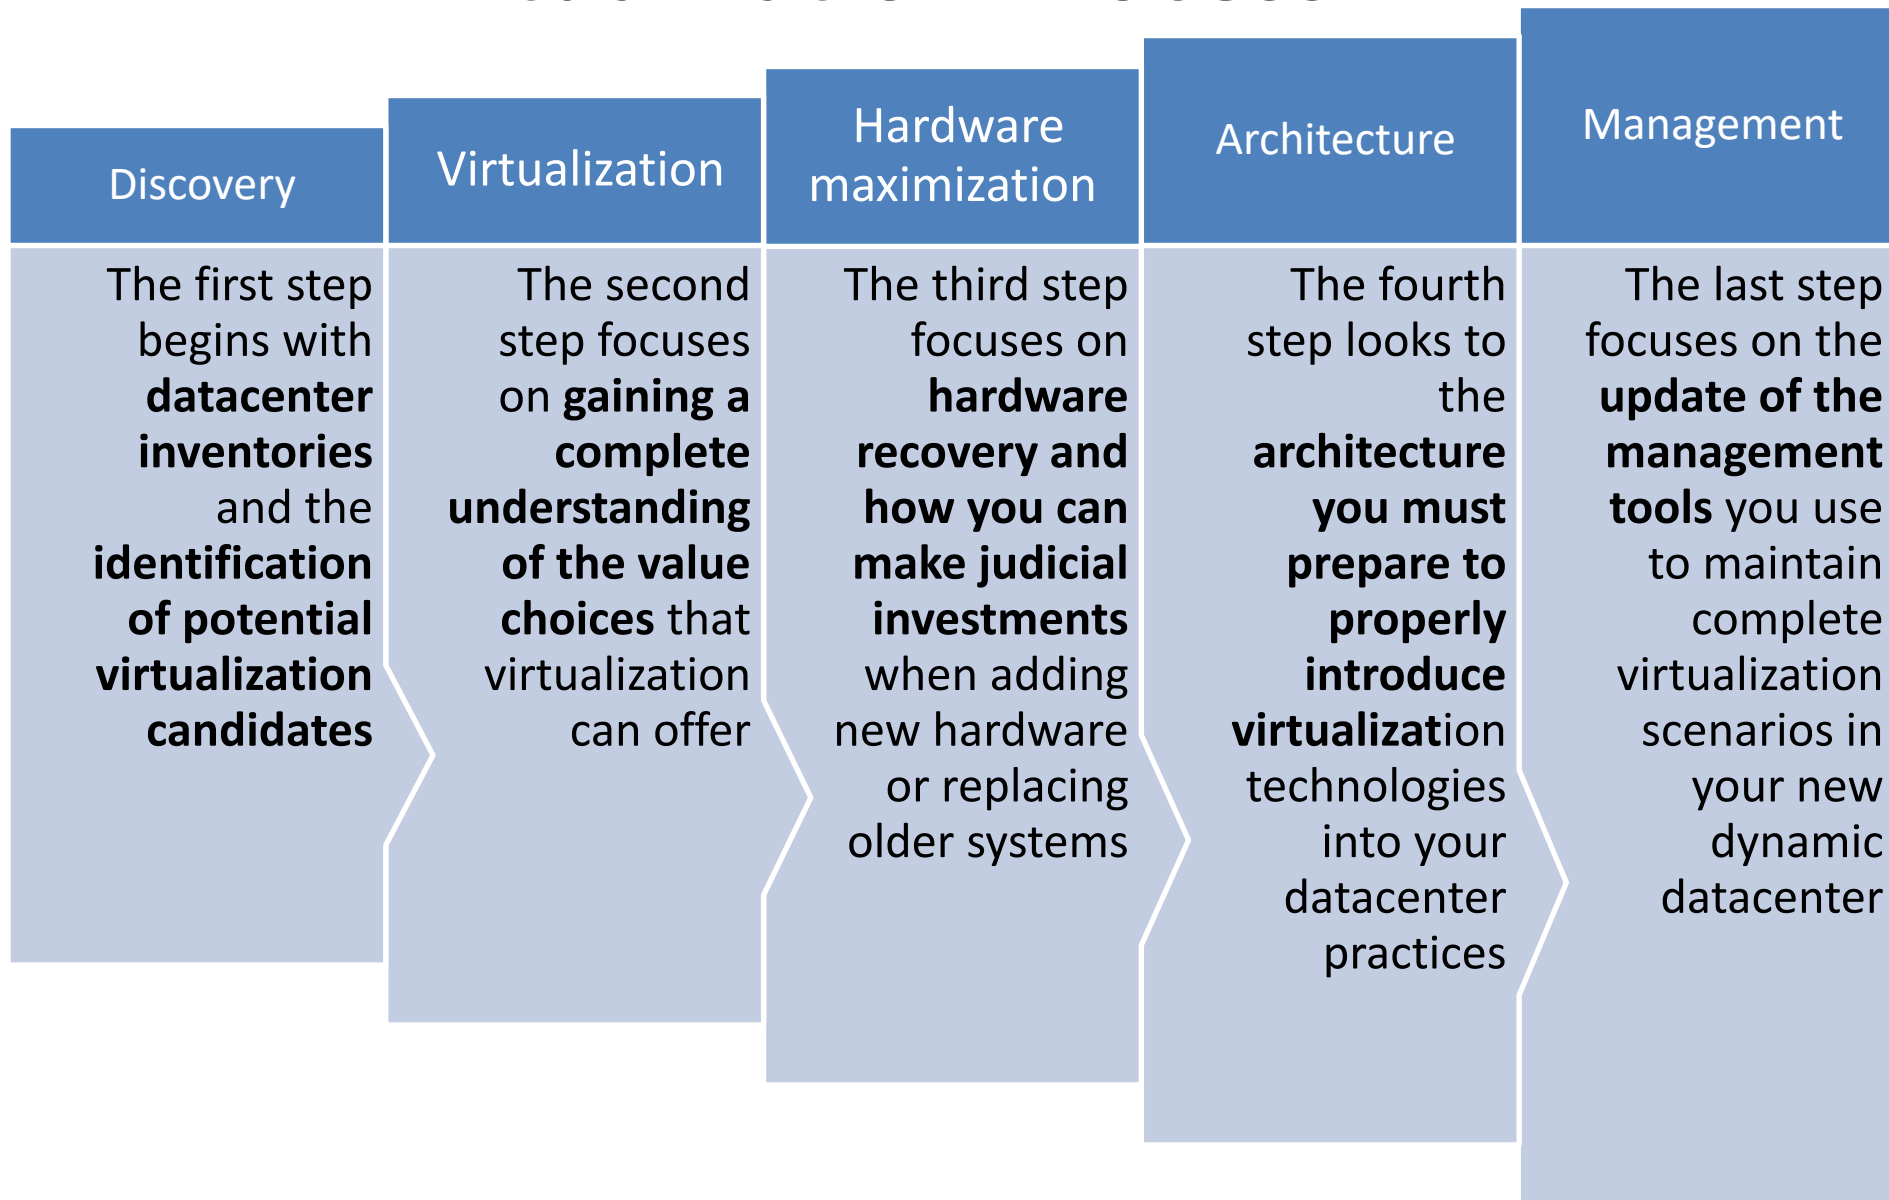 Discovery
The first step
begins with
datacenter
inventories
and the
identification
of potential
virtualization
candidates
Virtualization
The second
step focuses
on gaining a
complete
understanding
of the value
choices that
virtualization
can offer
Hardware
maximization
The third step
focuses on
hardware
recovery and
how you can
make judicial
investments
when adding
new hardware
or replacing
older systems
Architecture
The fourth
step looks to
the
architecture
you must
prepare to
properly
introduce
virtualization
technologies
into your
datacenter
practices
Management
The last step
focuses on the
update of the
management
tools you use
to maintain
complete
virtualization
scenarios in
your new
dynamic
datacenter